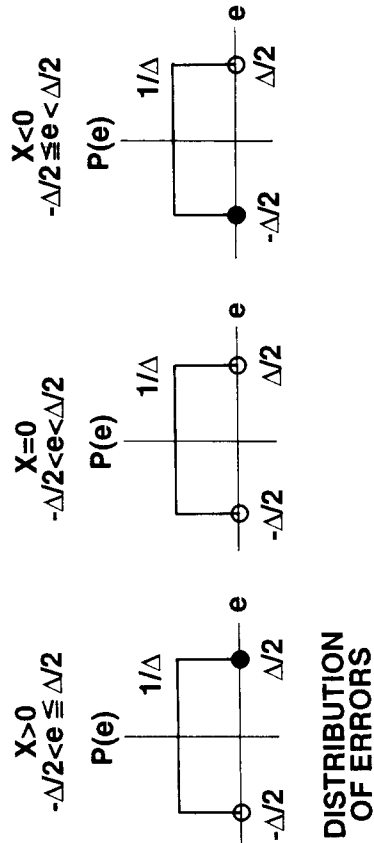 X>0
-Δ/2<e≦Δ/2
P(e)
1/Δ
e
-Δ/2
Δ/2
X=0
-Δ/2<e<Δ/2
P(e)
1/Δ
e
-Δ/2
Δ/2
X<0
-Δ/2≦e<Δ/2
P(e)
1/Δ
e
-Δ/2
Δ/2
DISTRIBUTION
OF ERRORS